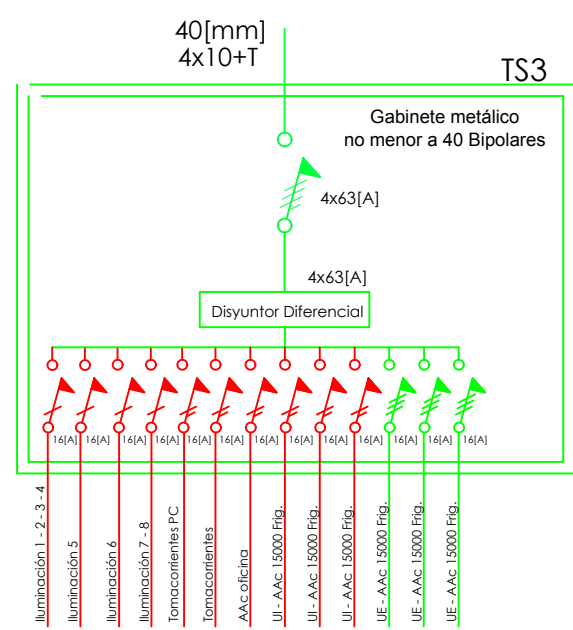 40[mm]
4x10+T
TS3
Gabinete metálico
no menor a 40 Bipolares
4x63[A]
4x63[A]
Disyuntor Diferencial
16[A]
16[A]
16[A]
16[A]
16[A]
16[A]
16[A]
16[A]
16[A]
16[A]
16[A]
16[A]
16[A]
Iluminación 1 - 2 - 3 - 4
Iluminación 5
Iluminación 6
Iluminación 7 - 8
Tomacorrientes PC
Tomacorrientes
AAc oficina
UI - AAc 15000 Frig.
UI - AAc 15000 Frig.
UI - AAc 15000 Frig.
UE - AAc 15000 Frig.
UE - AAc 15000 Frig.
UE - AAc 15000 Frig.